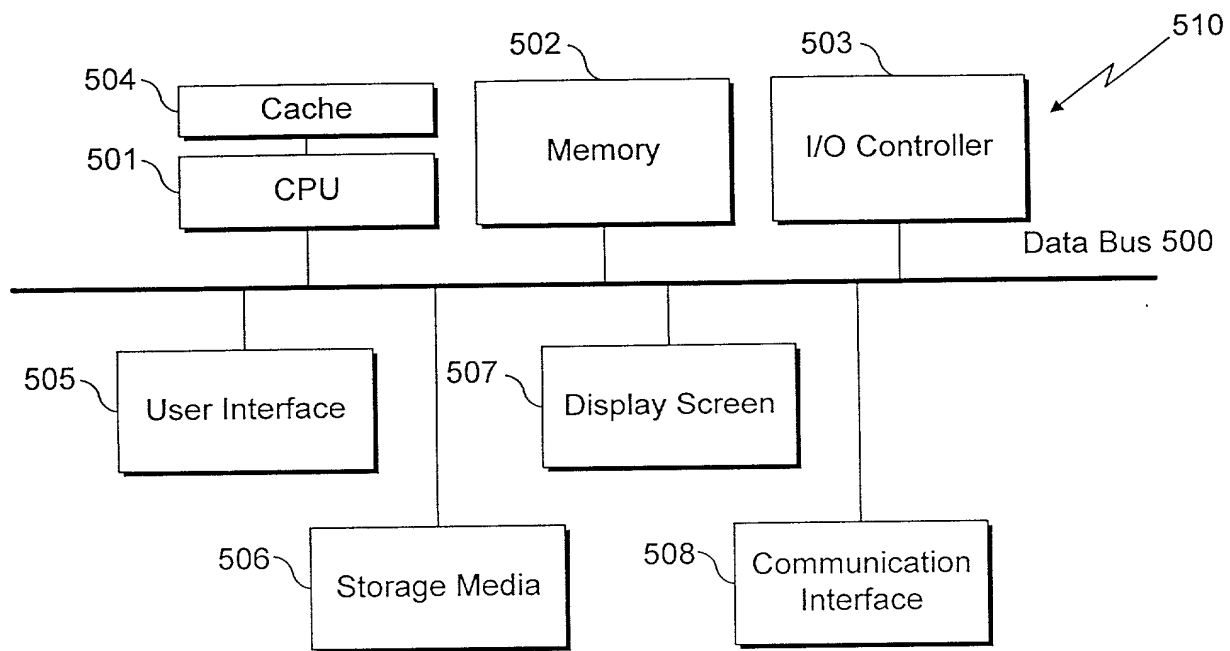 510
502
503
504
Cache
501
CPU
Memory
I/O Controller
Data Bus 500
505
User Interface
507
Display Screen
506
Storage Media
508
Communication
Interface